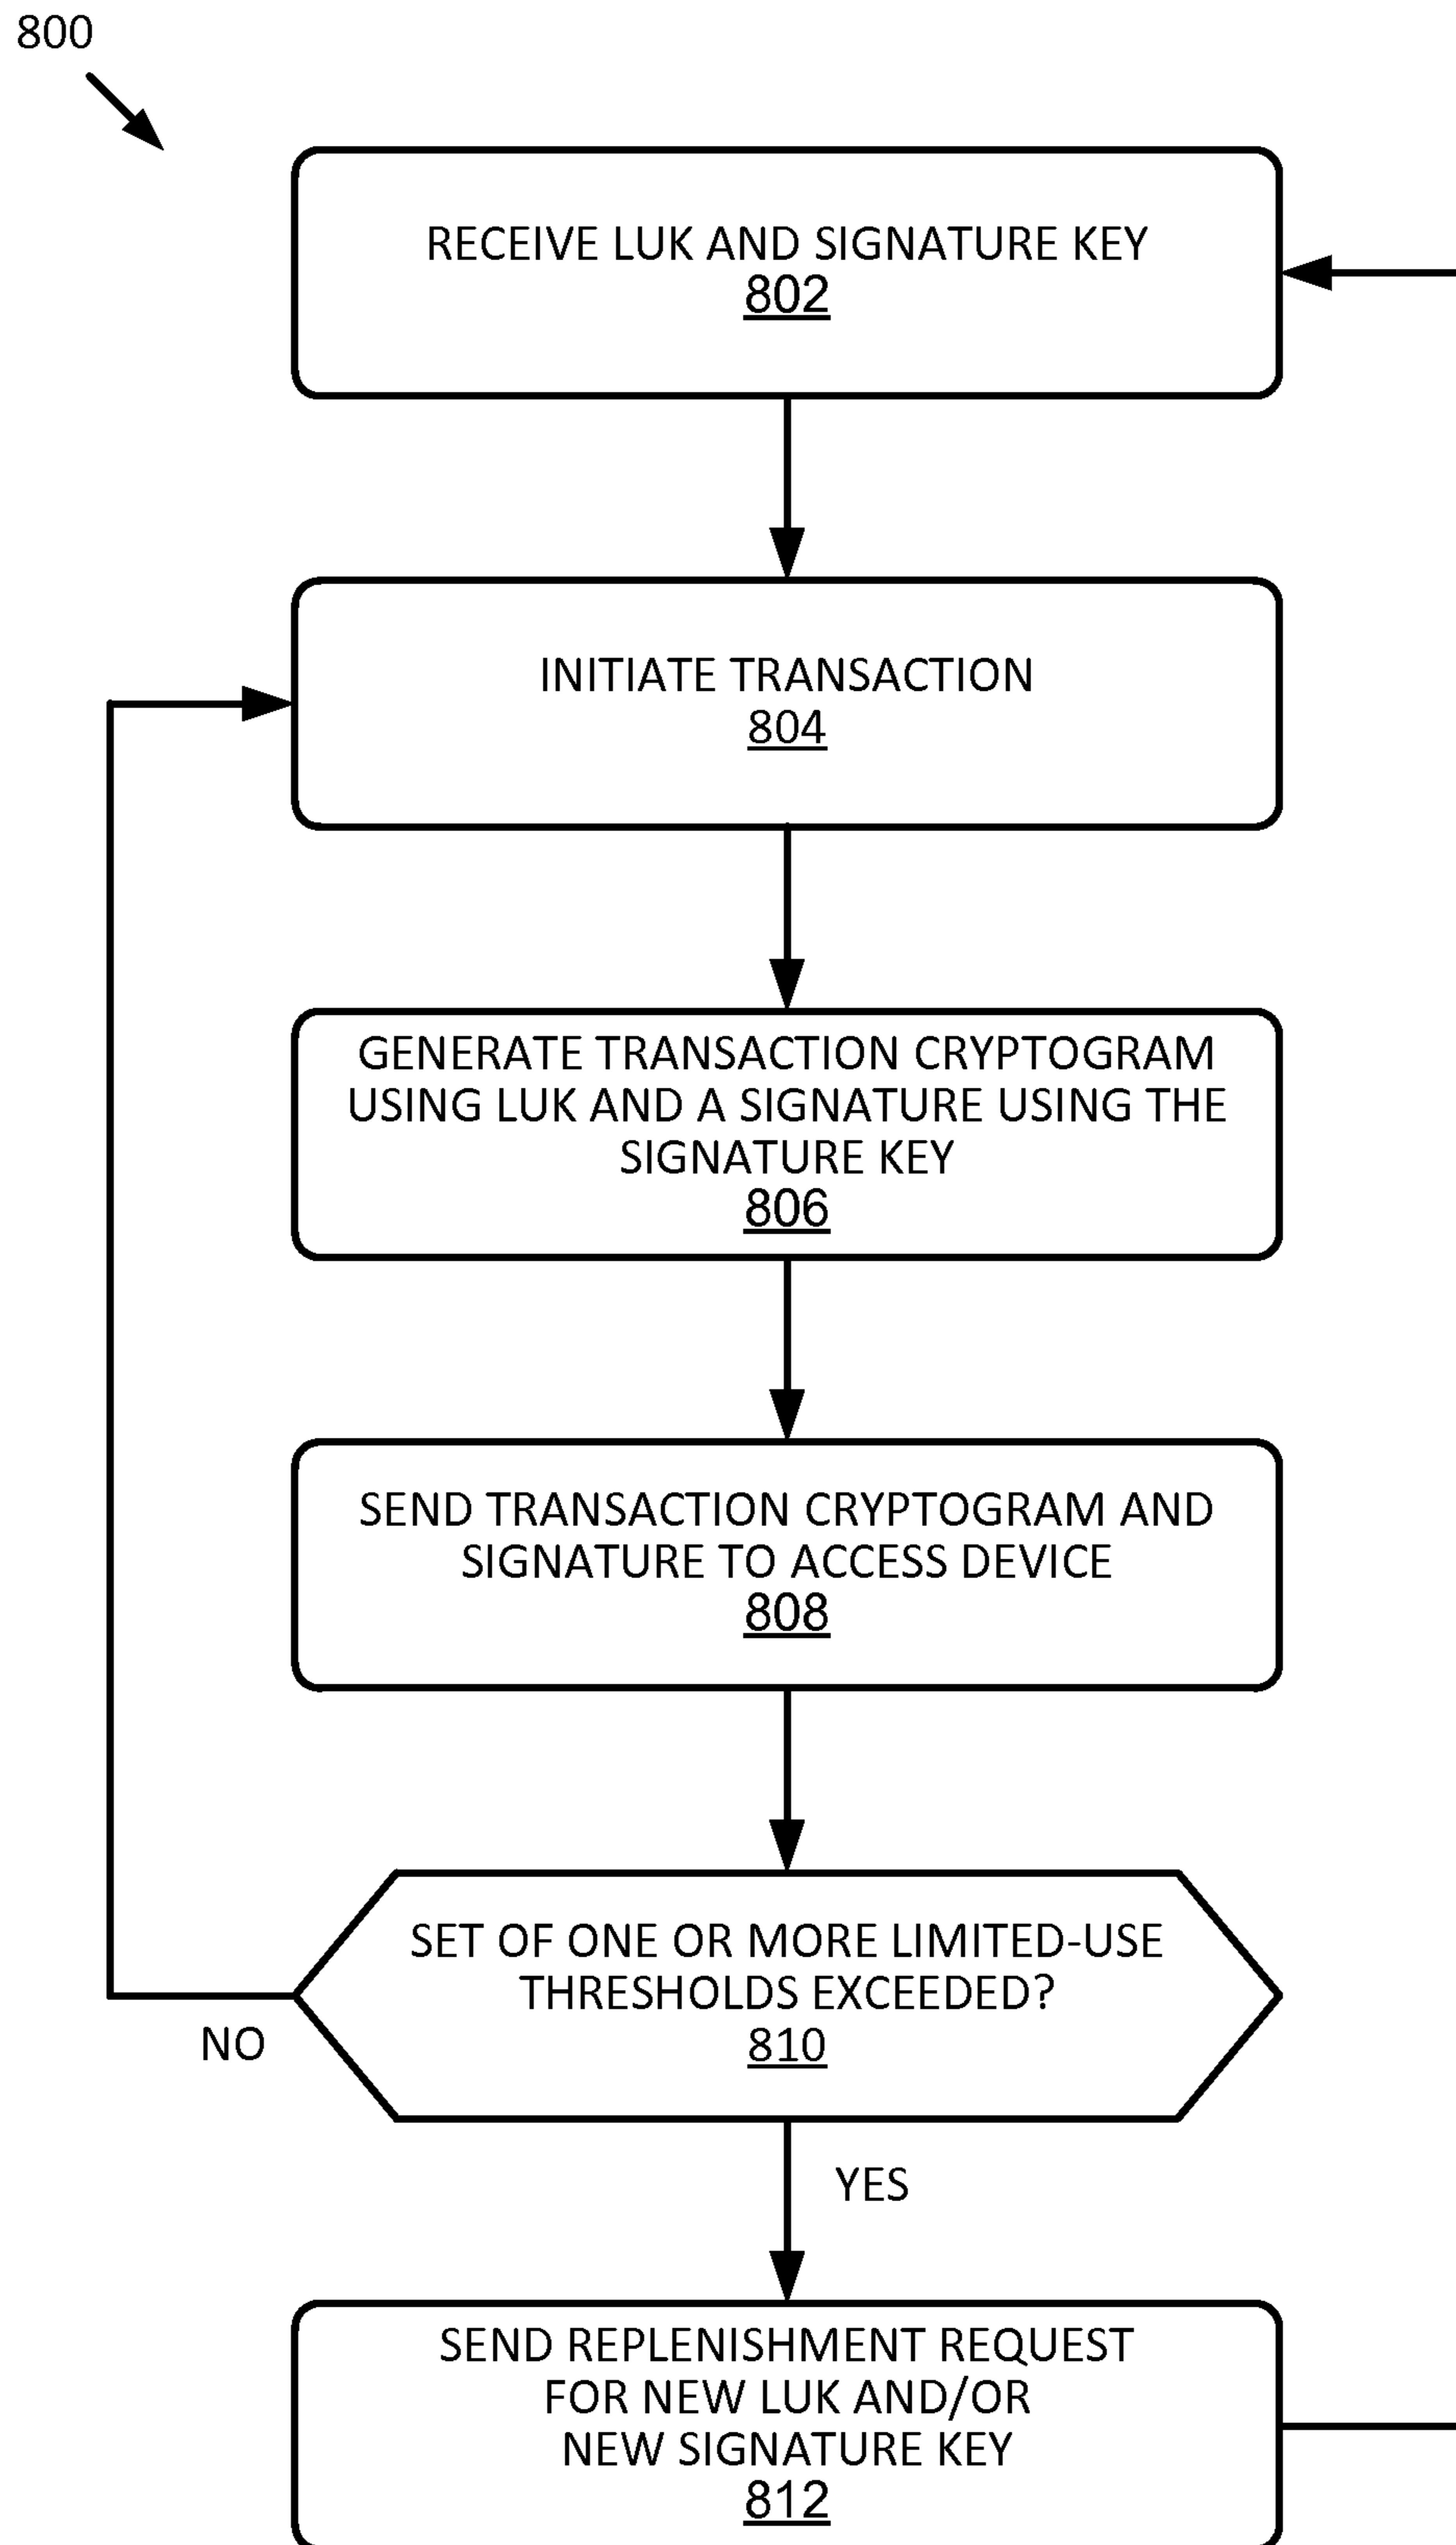 800
RECEIVE LUK AND SIGNATURE KEY
802
INITIATE TRANSACTION
804
GENERATE TRANSACTION CRYPTOGRAM
USING LUK AND A SIGNATURE USING THE
SIGNATURE KEY
806
SEND TRANSACTION CRYPTOGRAM AND
SIGNATURE TO ACCESS DEVICE
808
SET OF ONE OR MORE LIMITED-USE
THRESHOLDS EXCEEDED?
810
NO
YES
SEND REPLENISHMENT REQUEST
FOR NEW LUK AND/OR
NEW SIGNATURE KEY
812